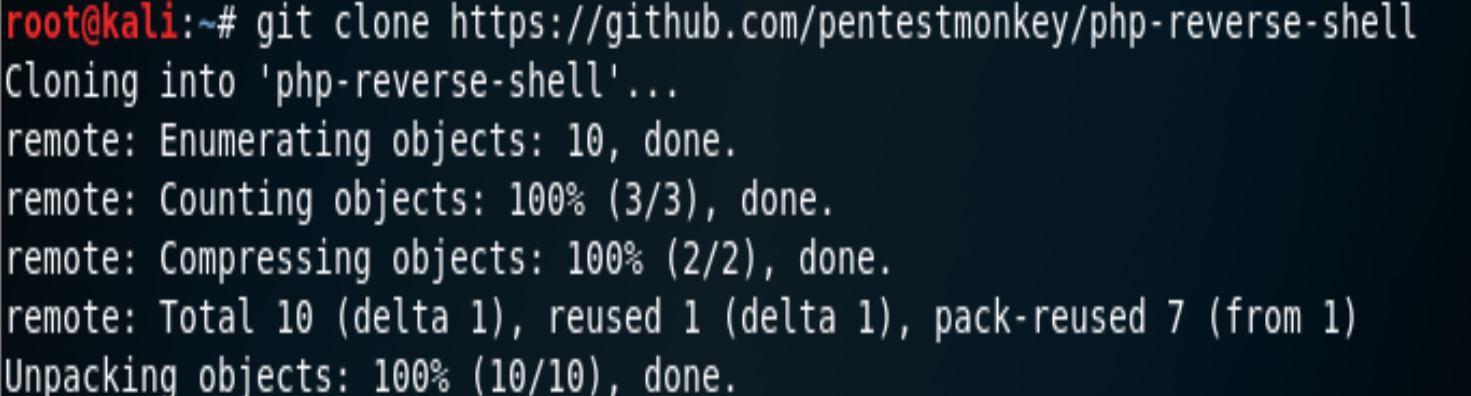 root@kali:~# git clone https://github.com/pentestmonkey/php-reverse-shell
Cloning into 'php-reverse-shell'...
remote: Enumerating objects: 10, done.
remote: Counting objects: 100% (3/3), done.
remote: Compressing objects: 100% (2/2), done.
remote: Total 10 (delta 1), reused 1 (delta 1), pack-reused 7 (from 1)
Unpacking objects: 100% (10/10), done.